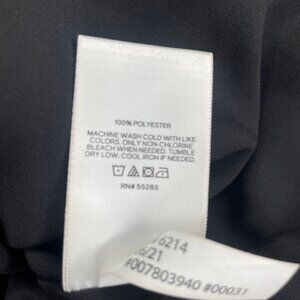 100% POLYESTER
MACHINE WASH COLD WITH LIKE
COLORS. ONLY NON-CHLORINE
BLEACH WHEN NEEDED. TUMBLE
DRY LOW. COOL IRON IF NEEDED.
RN# 55285
6214
/21
#007803940 #00031